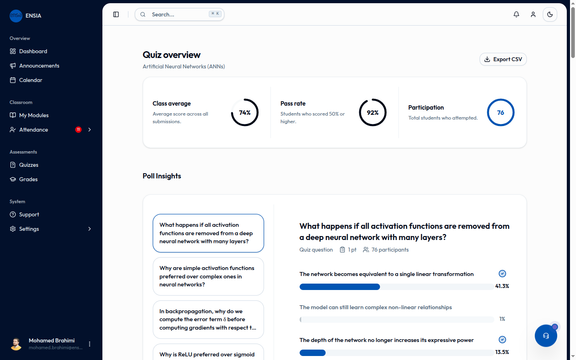 ENSIA
Search...
⌘ K
Overview
Dashboard
Announcements
Calendar
Classroom
My Modules
Attendance
Assessments
Quizzes
Grades
System
Support
Settings
Mohamed Brahimi
Quiz overview
Artificial Neural Networks (ANNs)
Export CSV
Class average
Average score across all
submissions.
74%
Pass rate
Students who scored 50% or
higher.
92%
Participation
Total students who attempted.
76
Poll Insights
What happens if all activation
functions are removed from a deep
neural network with many layers?
Why are simple activation functions
preferred over complex ones in
neural networks?
In backpropagation, why do we
compute the error term δ before
computing gradients with respect t...
Why is ReLU preferred over sigmoid
What happens if all activation functions are removed from
a deep neural network with many layers?
Quiz question
1 pt
76 participants
The network becomes equivalent to a single linear transformation
41.3%
The model can still learn complex non-linear relationships
1%
The depth of the network no longer increases its expressive power
13.5%